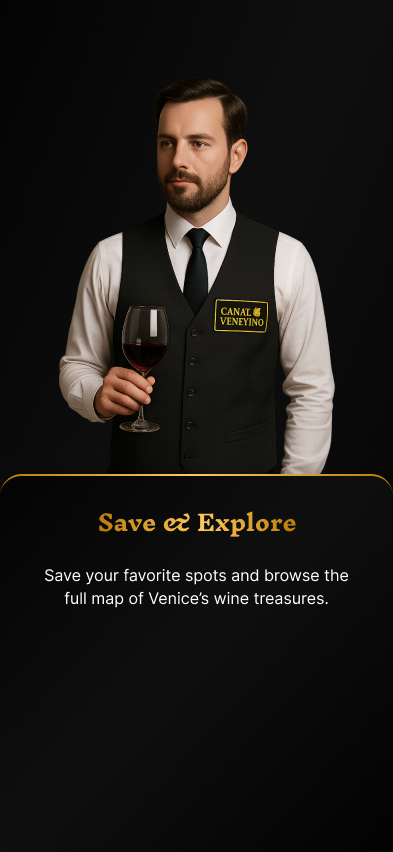 CANAL
VENEYINO
Save & Explore
Save your favorite spots and browse the
full map of Venice's wine treasures.